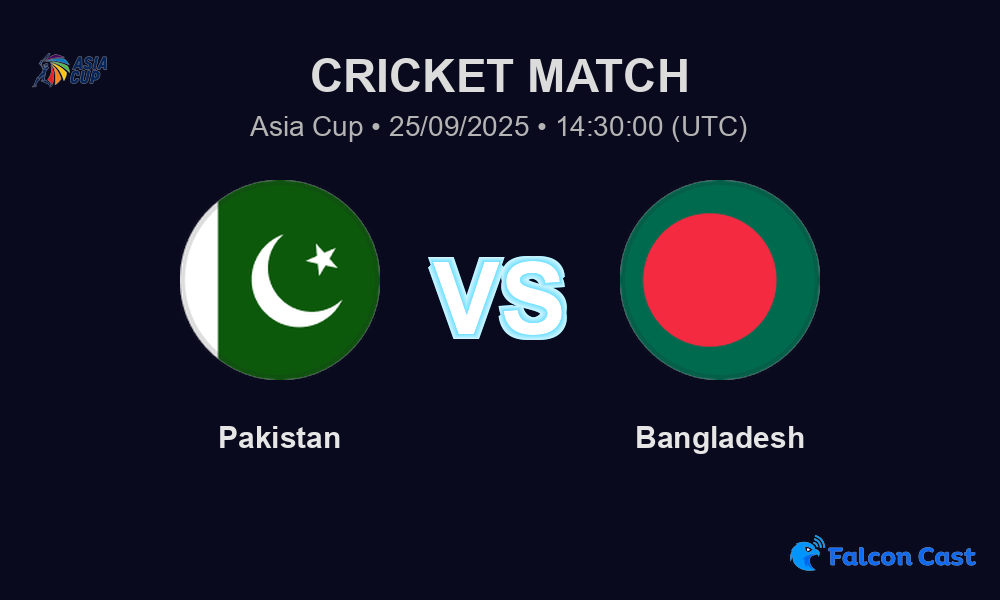 ASIA
CUP
CRICKET MATCH
Asia Cup • 25/09/2025 • 14:30:00 (UTC)
VS
Pakistan
Bangladesh
Falcon Cast